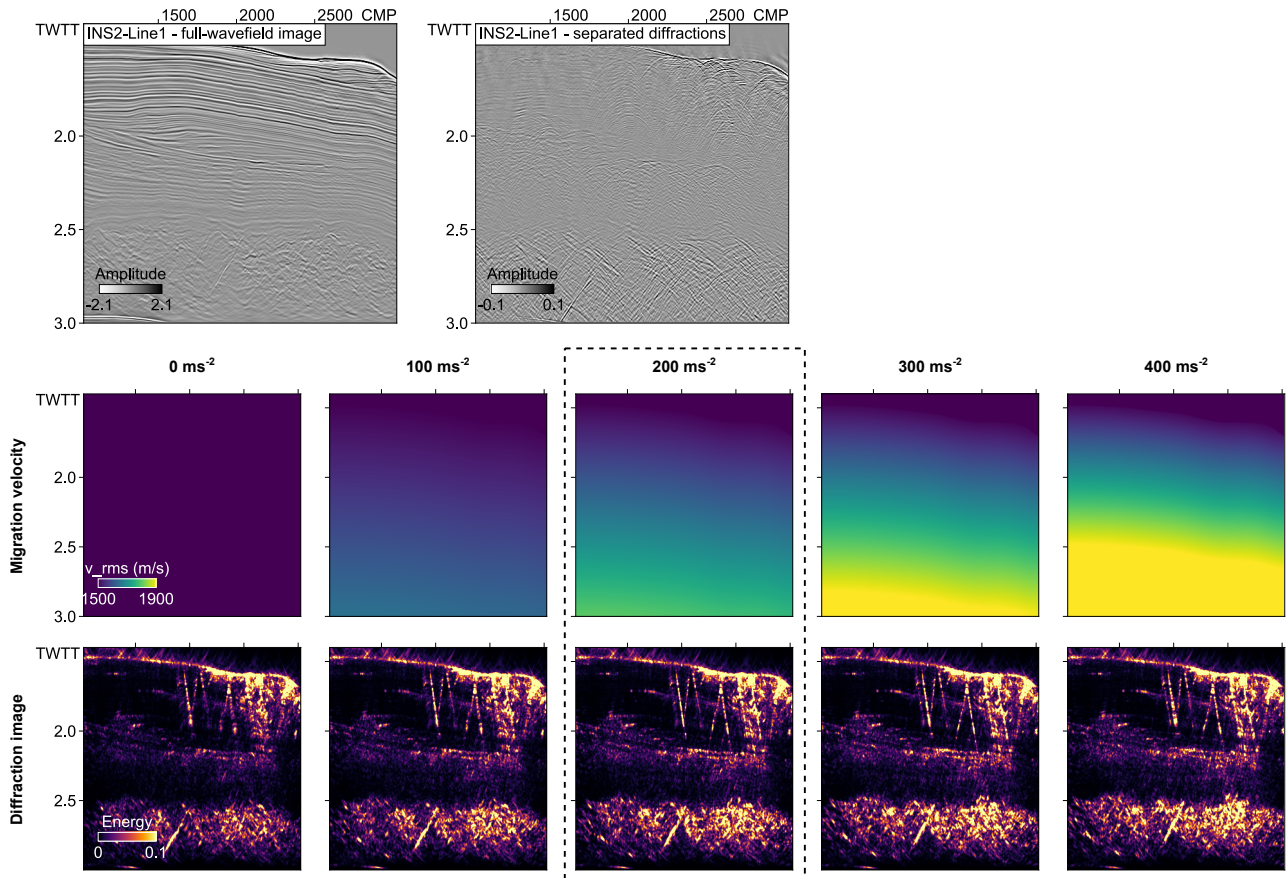 1500 2000 2500 CMP 1500 2000 2500 CMP
TWTT INS2-Line1 - full-wavefield image TWTT INS2-Line1 - separated diffractions
2.0 2.0
2.5 2.5
Amplitude Amplitude
-2.1 2.1 -0.1 0.1
3.0 3.0
0 ms-2 100 ms-2 200 ms-2 300 ms-2 400 ms-2
TWTT
2.0
Migration velocity
2.5
v_rms (m/s)
1500 1900
3.0
TWTT
2.0
Diffraction image
2.5
Energy
0 0.1